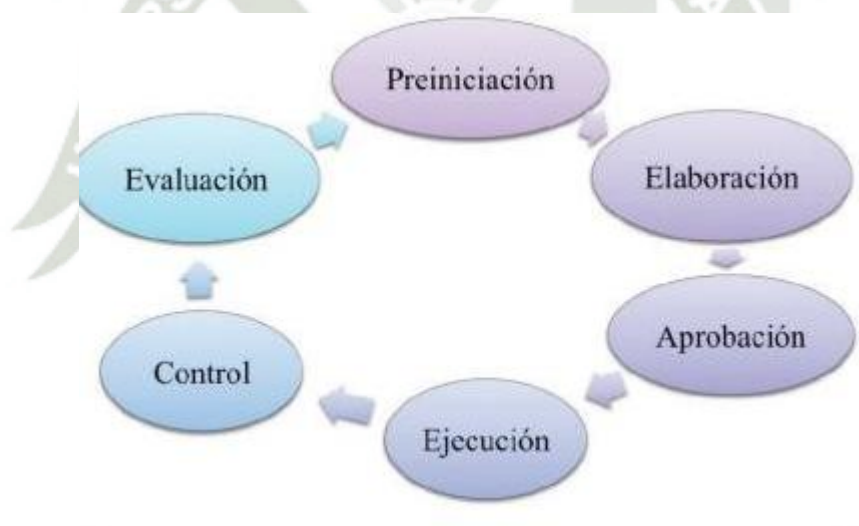 Preiniciación
Elaboración
Aprobación
Ejecución
Control
Evaluación